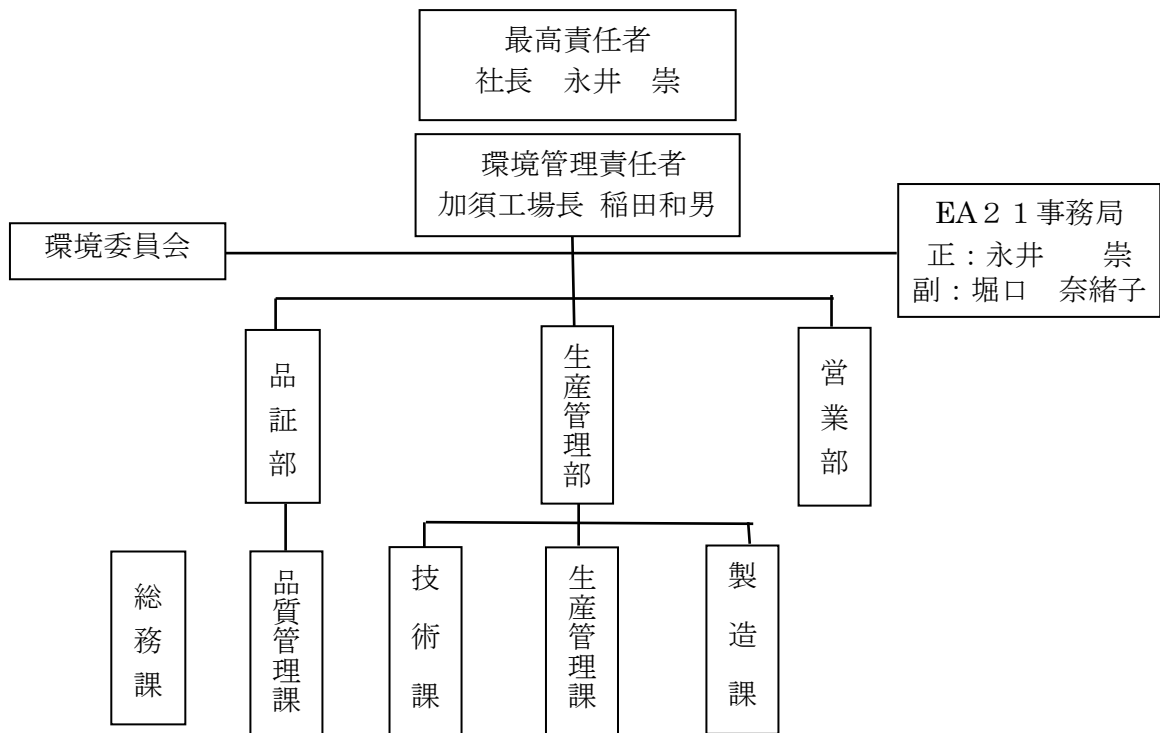 最高責任者
社長　永井　崇
環境管理責任者
加須工場長 稲田和男
環境委員会
EA２１事務局
正：永井　　崇
副：堀口　奈緒子
品証部
生産管理部
営業部
総務課
品質管理課
技術課
生産管理課
製造課